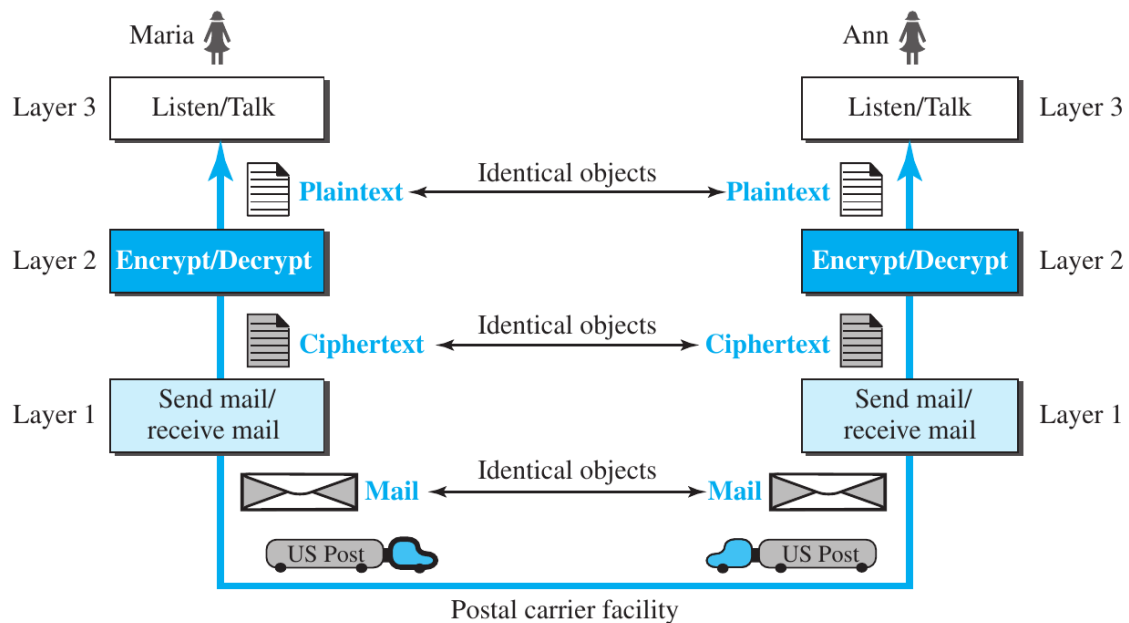 Maria
Ann
Layer 3
Listen/Talk
Listen/Talk
Layer 3
Plaintext
Identical objects
Plaintext
Layer 2
Encrypt/Decrypt
Encrypt/Decrypt
Layer 2
Ciphertext
Identical objects
Ciphertext
Layer 1
Send mail/
receive mail
Send mail/
receive mail
Layer 1
Mail
Identical objects
Mail
US Post
US Post
Postal carrier facility